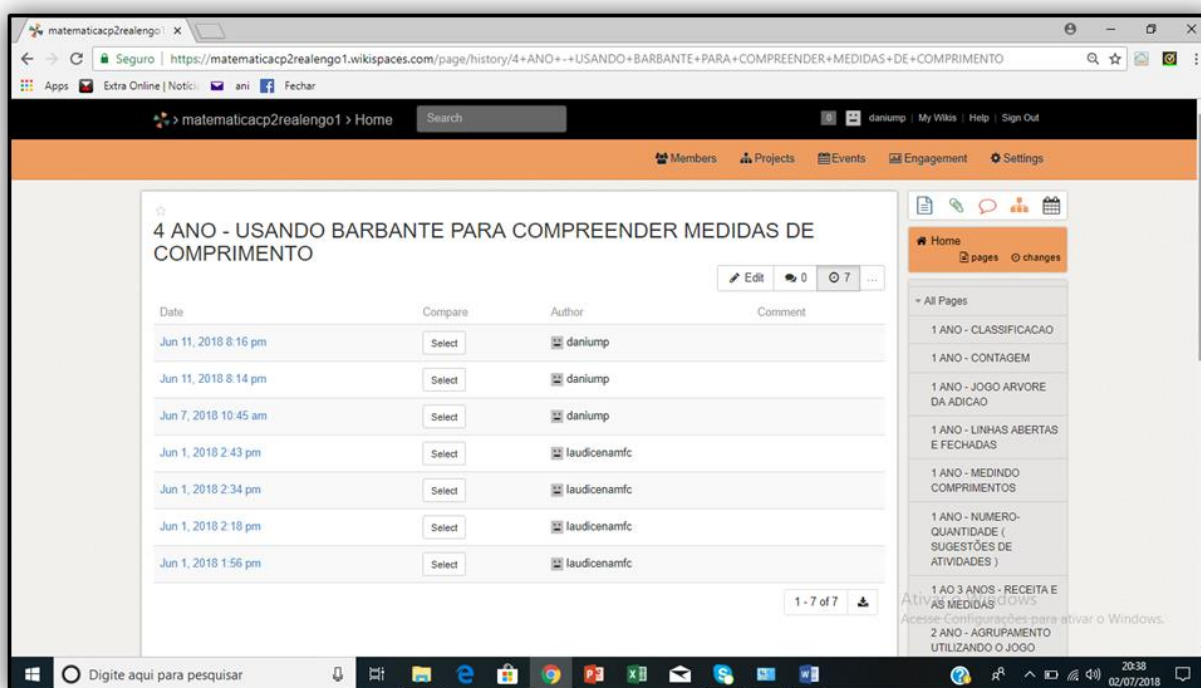 matematicacp2realengo1
Seguro | https://matematicacp2realengo1.wikispaces.com/page/history/4+ANO+-+USANDO+BARBANTE+PARA+COMPREENDER+MEDIDAS+DE+COMPRIMENTO
Apps Extra Online | Notíci ani Fechar
> matematicacp2realengo1 > Home Search 0 daniump | My Wikis | Help | Sign Out
Members Projects Events Engagement Settings
4 ANO - USANDO BARBANTE PARA COMPREENDER MEDIDAS DE
COMPRIMENTO
Edit 0 7 ...
Date Compare Author Comment
Jun 11, 2018 8:16 pm Select daniump
Jun 11, 2018 8:14 pm Select daniump
Jun 7, 2018 10:45 am Select daniump
Jun 1, 2018 2:43 pm Select laudicenamfc
Jun 1, 2018 2:34 pm Select laudicenamfc
Jun 1, 2018 2:18 pm Select laudicenamfc
Jun 1, 2018 1:56 pm Select laudicenamfc
1 - 7 of 7
Home
pages changes
All Pages
1 ANO - CLASSIFICACAO
1 ANO - CONTAGEM
1 ANO - JOGO ARVORE
DA ADICAO
1 ANO - LINHAS ABERTAS
E FECHADAS
1 ANO - MEDINDO
COMPRIMENTOS
1 ANO - NUMERO-
QUANTIDADE (
SUGESTÕES DE
ATIVIDADES )
1 AO 3 ANOS - RECEITA E
AS MEDIDAS
2 ANO - AGRUPAMENTO
UTILIZANDO O JOGO
Ativar o Windows
Acesse Configurações para ativar o Windows.
Digite aqui para pesquisar
20:38
02/07/2018